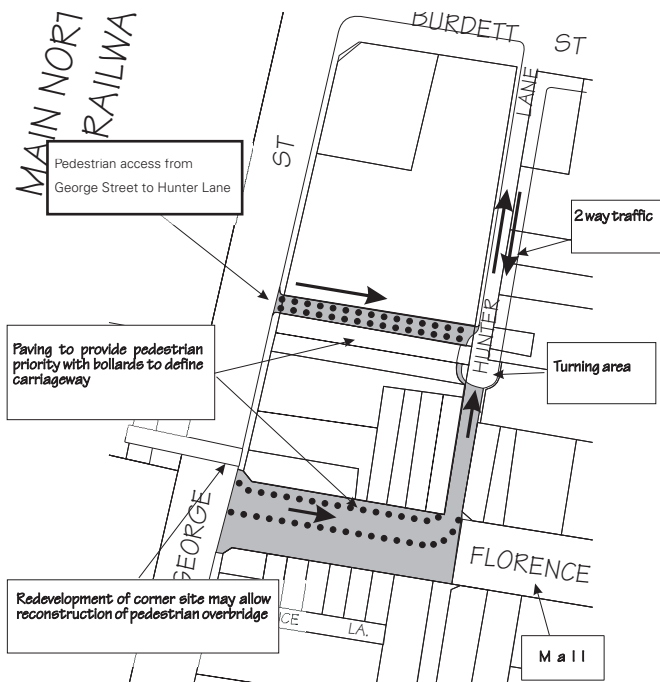 BURDETT
ST
MAIN NORT
RAILWA
LANE
ST
Pedestrian access from
George Street to Hunter Lane
2 way traffic
HUNTER
Paving to provide pedestrian
priority with bollards to define
carriageway
Turning area
GEORGE
FLORENCE
Redevelopment of corner site may allow
reconstruction of pedestrian overbridge
CE
LA.
Mall